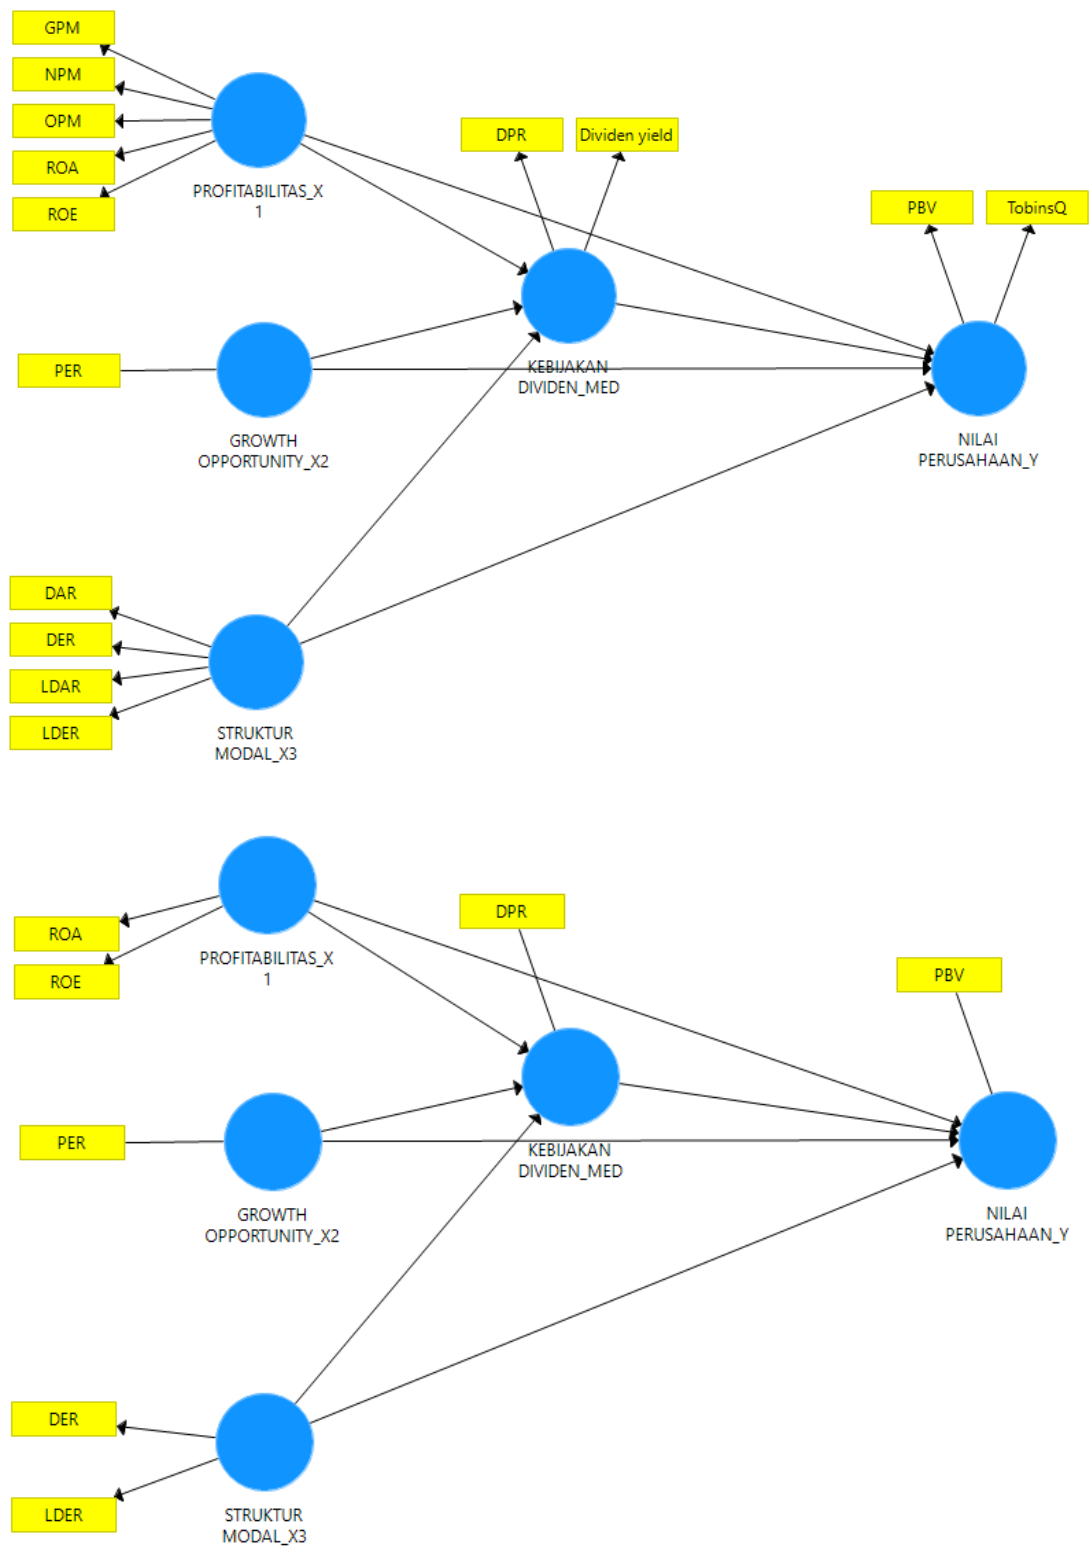 GPM
NPM
OPM
ROA
ROE
PROFITABILITAS_X
1
DPR
Dividen yield
PBV
TobinsQ
PER
KEBIJAKAN
DIVIDEN_MED
GROWTH
OPPORTUNITY_X2
NILAI
PERUSAHAAN_Y
DAR
DER
LDAR
LDER
STRUKTUR
MODAL_X3
ROA
ROE
PROFITABILITAS_X
1
DPR
PBV
PER
KEBIJAKAN
DIVIDEN_MED
GROWTH
OPPORTUNITY_X2
NILAI
PERUSAHAAN_Y
DER
LDER
STRUKTUR
MODAL_X3